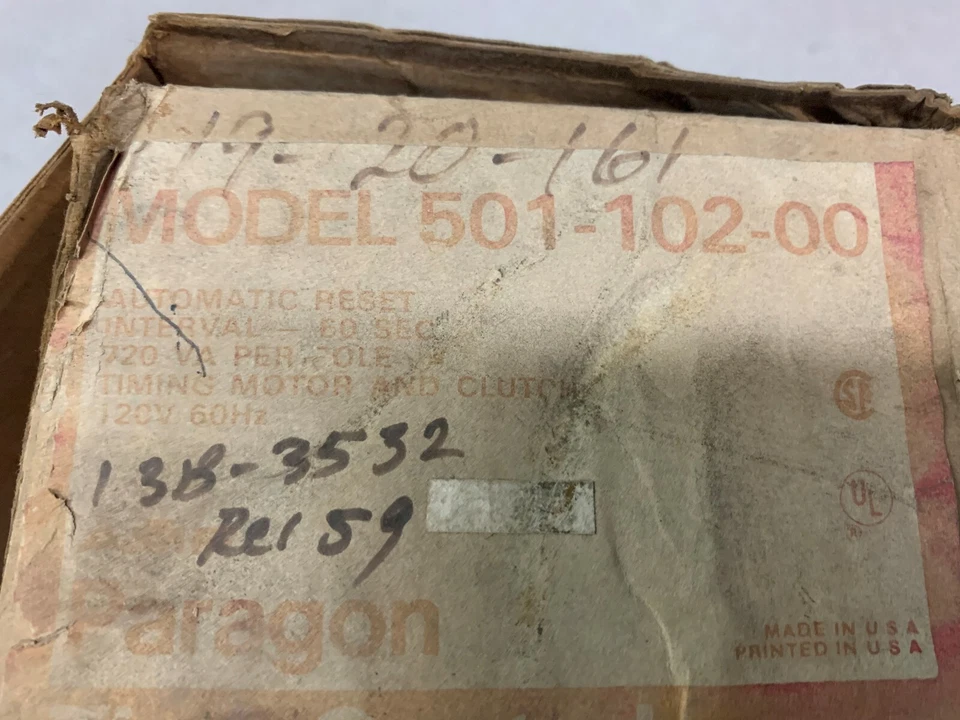 19-20-161
MODEL 501-102-00
AUTOMATIC RESET
INTERVAL — 60 SEC
720 VA PER POLE
TIMING MOTOR AND CLUTCH
120V 60Hz
13B-3532
Rel 59
Paragon
UL
MADE IN U S A
PRINTED IN U S A